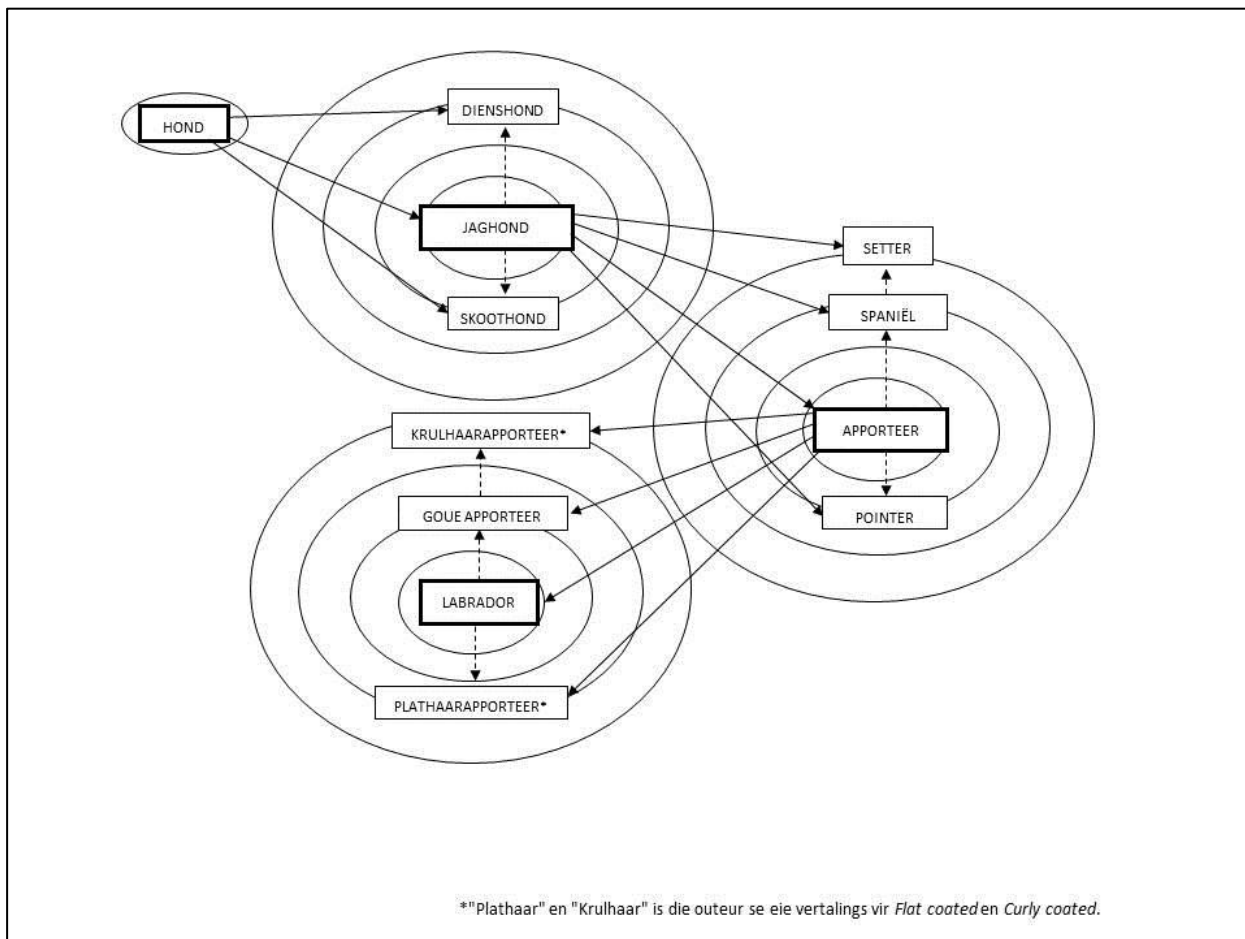 HOND
DIENSHOND
JAGHOND
SKOOTHOND
SETTER
SPANIËL
APPORTEER
POINTER
KRULHAARAPPORTEER*
GOUE APPORTEER
LABRADOR
PLATHAARAPPORTEER*
*"Plathaar" en "Krulhaar" is die outeur se eie vertalings vir Flat coated en Curly coated.